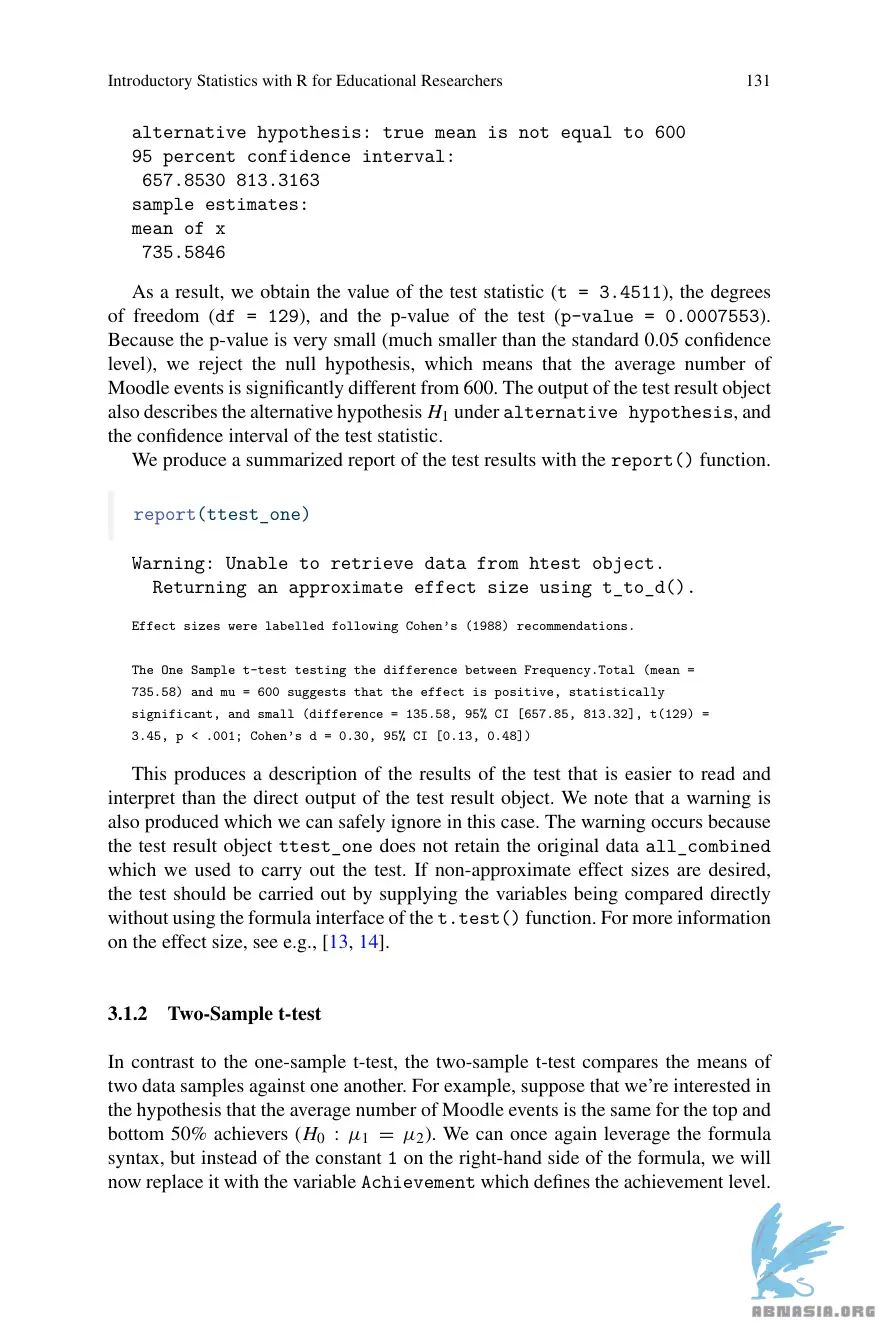 Introductory Statistics with R for Educational Researchers 131
alternative hypothesis: true mean is not equal to 600
95 percent confidence interval:
657.8530 813.3163
sample estimates:
mean of x
735.5846
As a result, we obtain the value of the test statistic (t = 3.4511), the degrees
of freedom (df = 129), and the p-value of the test (p-value = 0.0007553).
Because the p-value is very small (much smaller than the standard 0.05 confidence
level), we reject the null hypothesis, which means that the average number of
Moodle events is significantly different from 600. The output of the test result object
also describes the alternative hypothesis H1 under alternative hypothesis, and
the confidence interval of the test statistic.
We produce a summarized report of the test results with the report() function.
report(ttest_one)
Warning: Unable to retrieve data from htest object.
Returning an approximate effect size using t_to_d().
Effect sizes were labelled following Cohen's (1988) recommendations.
The One Sample t-test testing the difference between Frequency.Total (mean =
735.58) and mu = 600 suggests that the effect is positive, statistically
significant, and small (difference = 135.58, 95% CI [657.85, 813.32], t(129) =
3.45, p < .001; Cohen's d = 0.30, 95% CI [0.13, 0.48])
This produces a description of the results of the test that is easier to read and
interpret than the direct output of the test result object. We note that a warning is
also produced which we can safely ignore in this case. The warning occurs because
the test result object ttest_one does not retain the original data all_combined
which we used to carry out the test. If non-approximate effect sizes are desired,
the test should be carried out by supplying the variables being compared directly
without using the formula interface of the t.test() function. For more information
on the effect size, see e.g., [13, 14].
3.1.2 Two-Sample t-test
In contrast to the one-sample t-test, the two-sample t-test compares the means of
two data samples against one another. For example, suppose that we're interested in
the hypothesis that the average number of Moodle events is the same for the top and
bottom 50% achievers (H0 : μ1 = μ2). We can once again leverage the formula
syntax, but instead of the constant 1 on the right-hand side of the formula, we will
now replace it with the variable Achievement which defines the achievement level.
ABNASIA.ORG